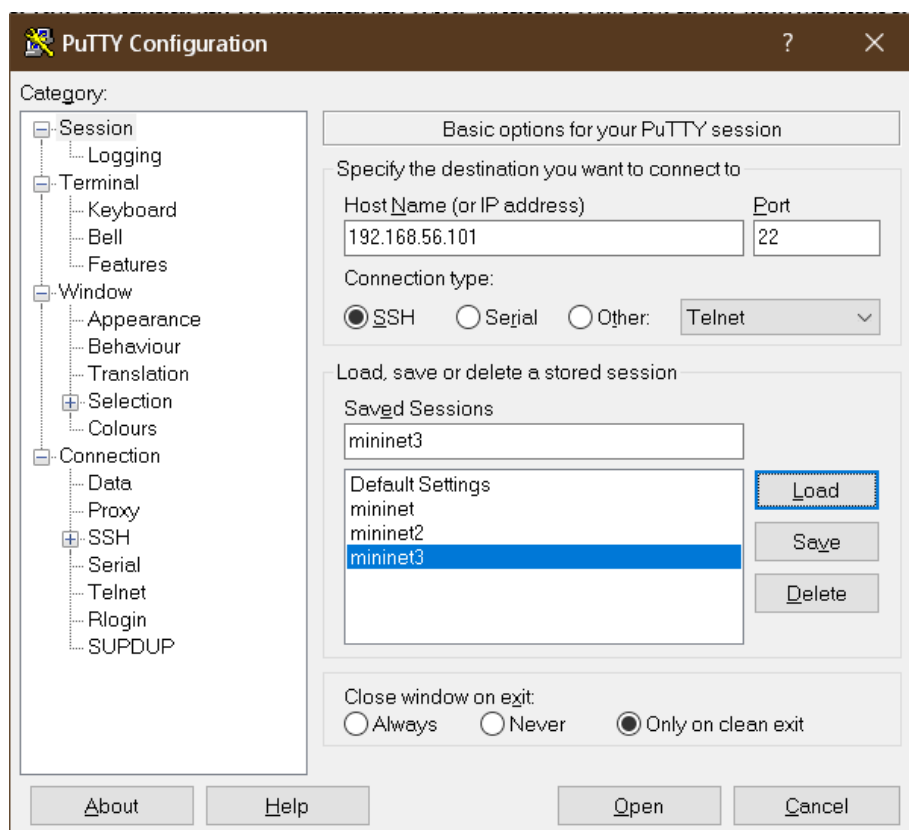 PuTTY Configuration
?
Category:
Session
Logging
Terminal
Keyboard
Bell
Features
Window
Appearance
Behaviour
Translation
Selection
Colours
Connection
Data
Proxy
SSH
Serial
Telnet
Rlogin
SUPDUP
Basic options for your PuTTY session
Specify the destination you want to connect to
Host Name (or IP address) Port
192.168.56.101 22
Connection type:
SSH Serial Other: Telnet
Load, save or delete a stored session
Saved Sessions
mininet3
Default Settings
mininet
mininet2
mininet3
Load
Save
Delete
Close window on exit:
Always Never Only on clean exit
About Help Open Cancel